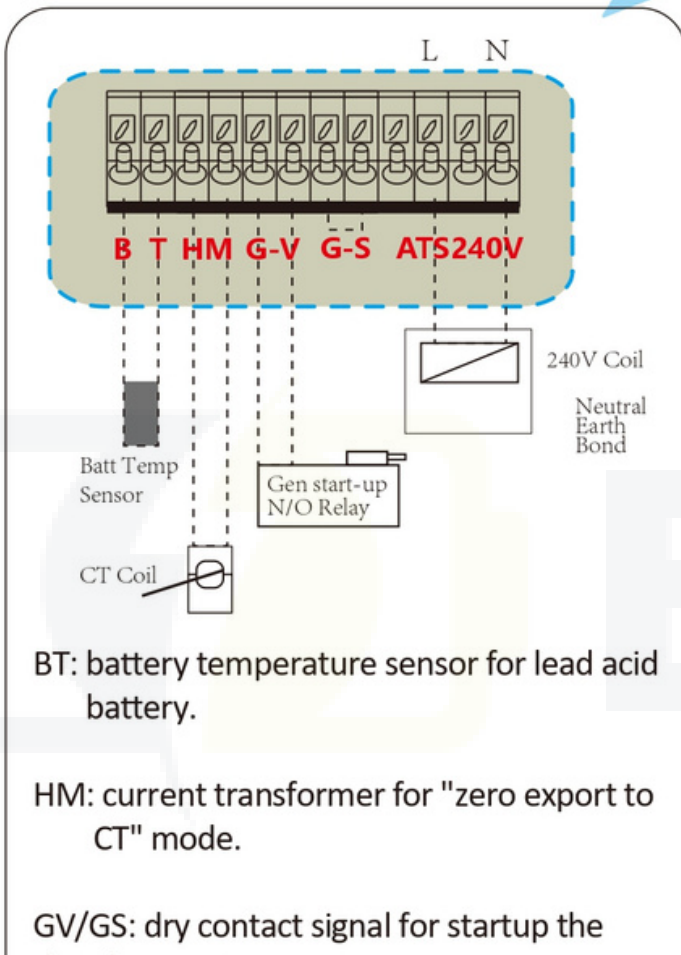 L N
B T HM G-V G-S ATS240V
240V Coil
Neutral
Earth
Bond
Batt Temp
Sensor
Gen start-up
N/O Relay
CT Coil
BT: battery temperature sensor for lead acid
battery.
HM: current transformer for "zero export to
CT" mode.
GV/GS: dry contact signal for startup the